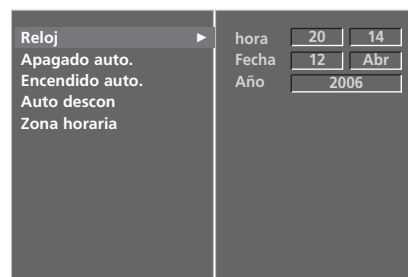 Reloj ►
Apagado auto.
Encendido auto.
Auto descon
Zona horaria
hora 20 14
Fecha 12 Abr
Año 2006